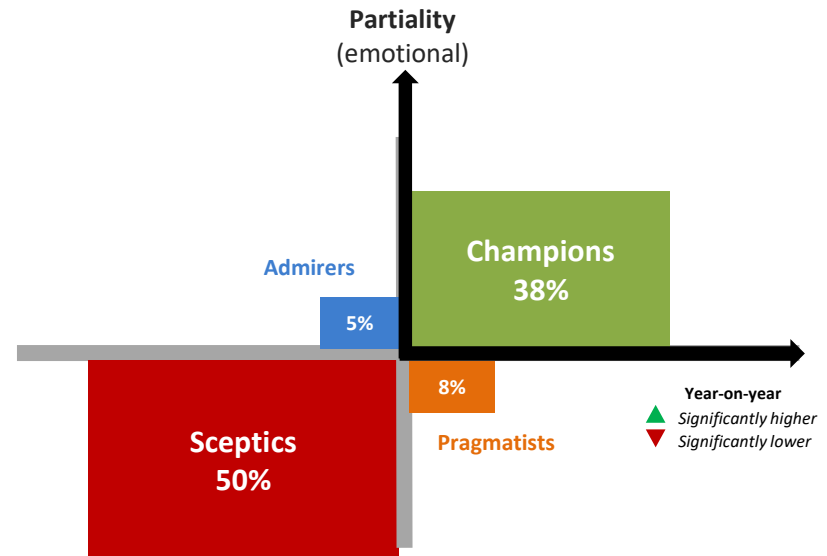 Partiality
(emotional)
Champions
38%
Admirers
5%
8%
Pragmatists
Sceptics
50%
Year-on-year
Significantly higher
Significantly lower